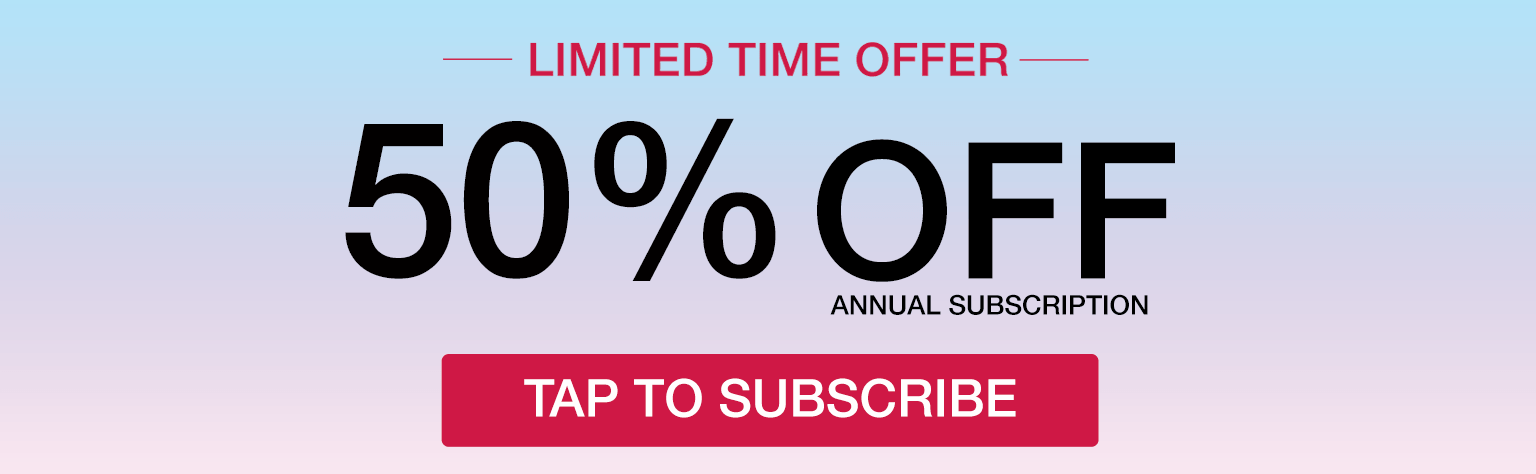 LIMITED TIME OFFER
50% OFF
ANNUAL SUBSCRIPTION
TAP TO SUBSCRIBE